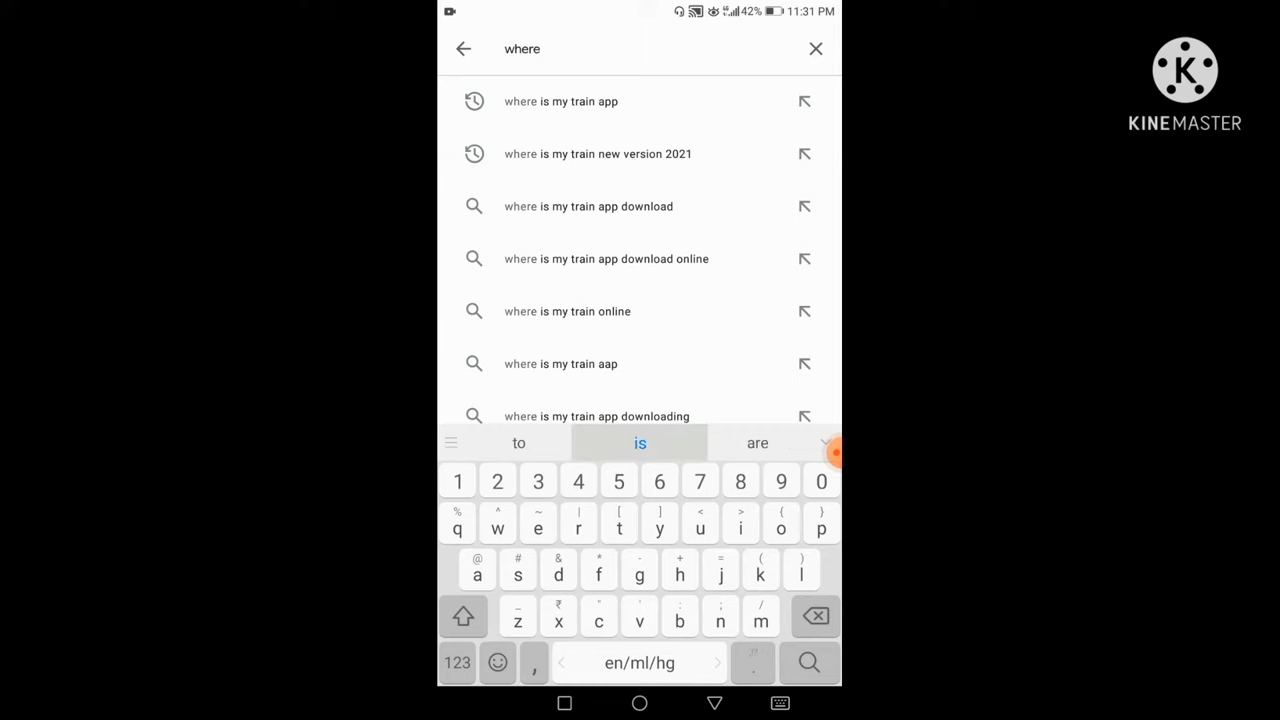 42% 11:31 PM
where
where is my train app
where is my train new version 2021
where is my train app download
where is my train app download online
where is my train online
where is my train aap
where is my train app downloading
to is are
1 2 3 4 5 6 7 8 9 0
% ^ ~ | [ ] < > { }
q w e r t y u i o p
@ # & * - + = ( )
a s d f g h j k l
_ ₹ " ' : ; /
z x c v b n m
123 , en/ml/hg .
K
KINEMASTER